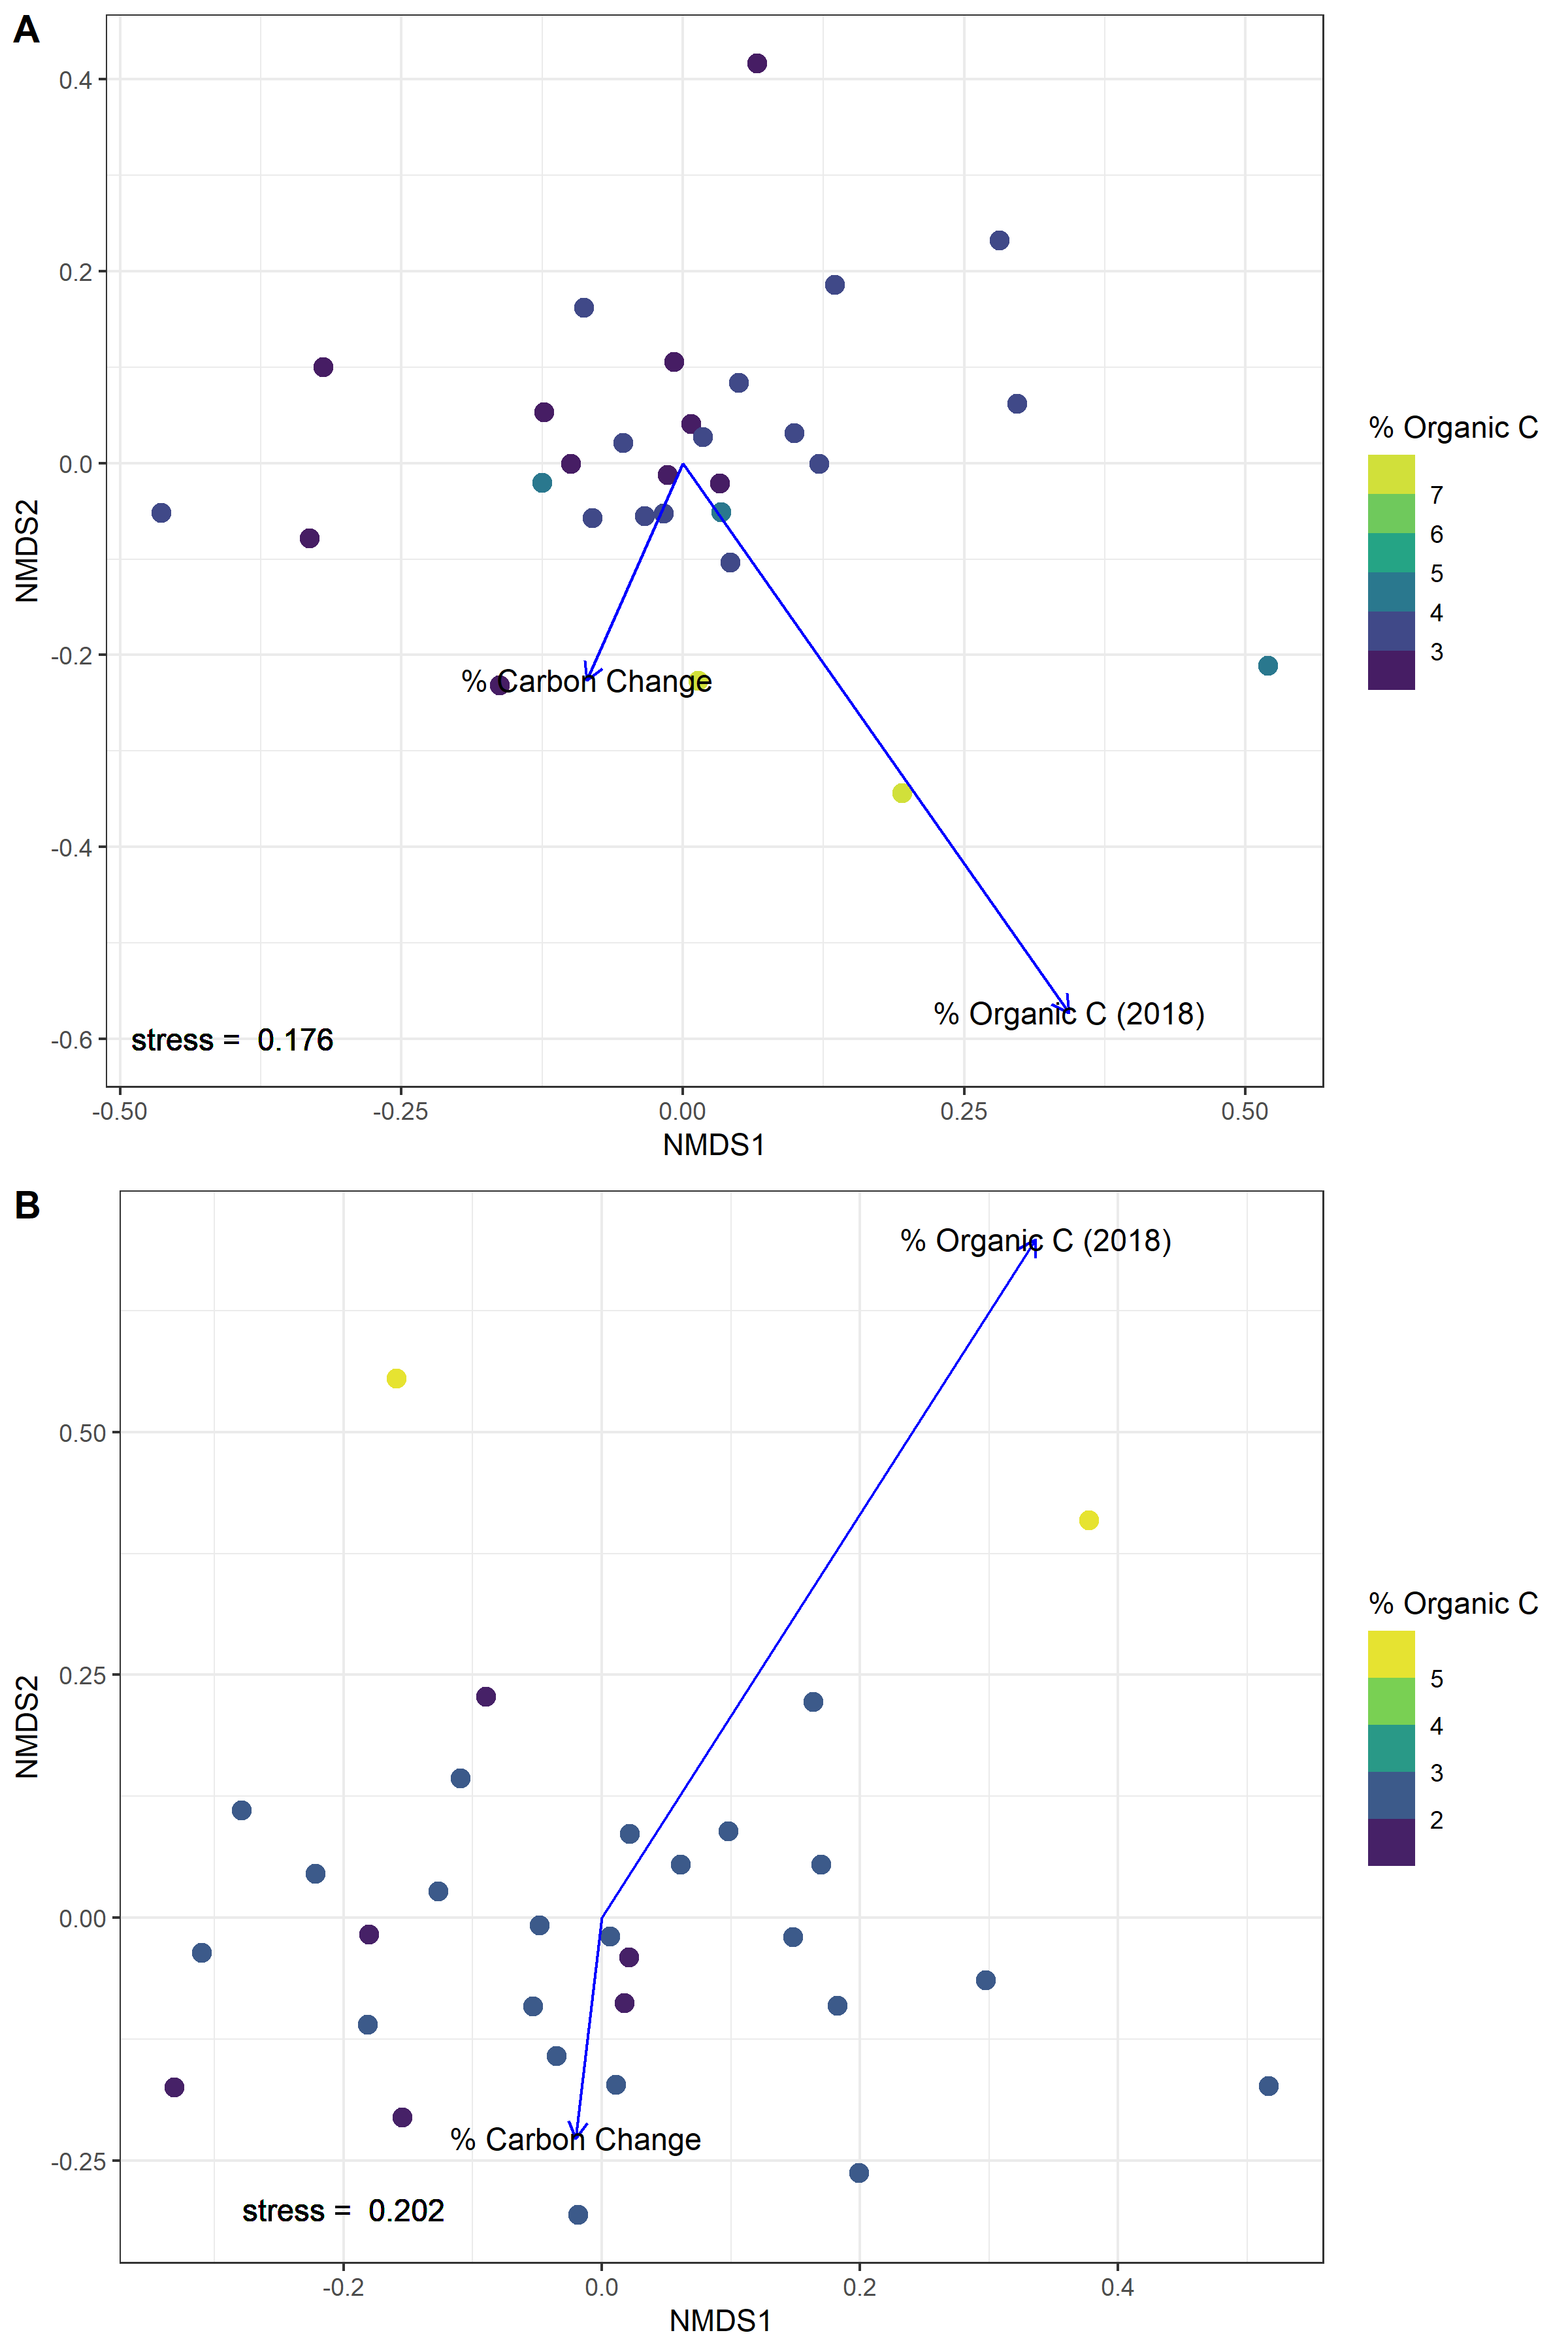 A
0.4
0.2
0.0
-0.2
-0.4
-0.6
NMDS2
% Carbon Change
% Organic C (2018)
stress = 0.176
-0.50
-0.25
0.00
0.25
0.50
NMDS1
% Organic C
7
6
5
4
3
B
0.50
0.25
0.00
-0.25
NMDS2
% Organic C (2018)
% Carbon Change
stress = 0.202
-0.2
0.0
0.2
0.4
NMDS1
% Organic C
5
4
3
2